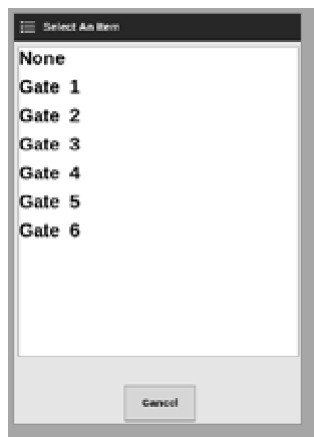 Select An Item
None
Gate 1
Gate 2
Gate 3
Gate 4
Gate 5
Gate 6
Cancel